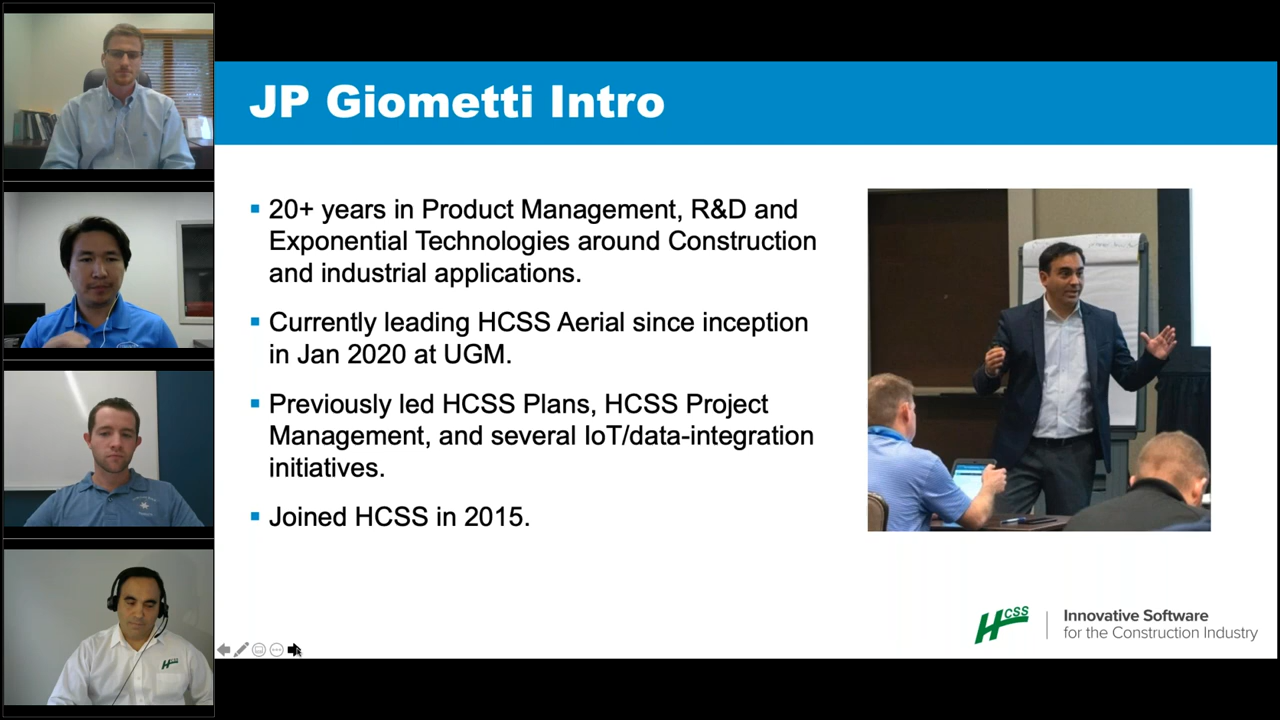 JP Giometti Intro
▪ 20+ years in Product Management, R&D and
Exponential Technologies around Construction
and industrial applications.
▪ Currently leading HCSS Aerial since inception
in Jan 2020 at UGM.
▪ Previously led HCSS Plans, HCSS Project
Management, and several IoT/data-integration
initiatives.
▪ Joined HCSS in 2015.
HCSS
Innovative Software
for the Construction Industry
HCSS